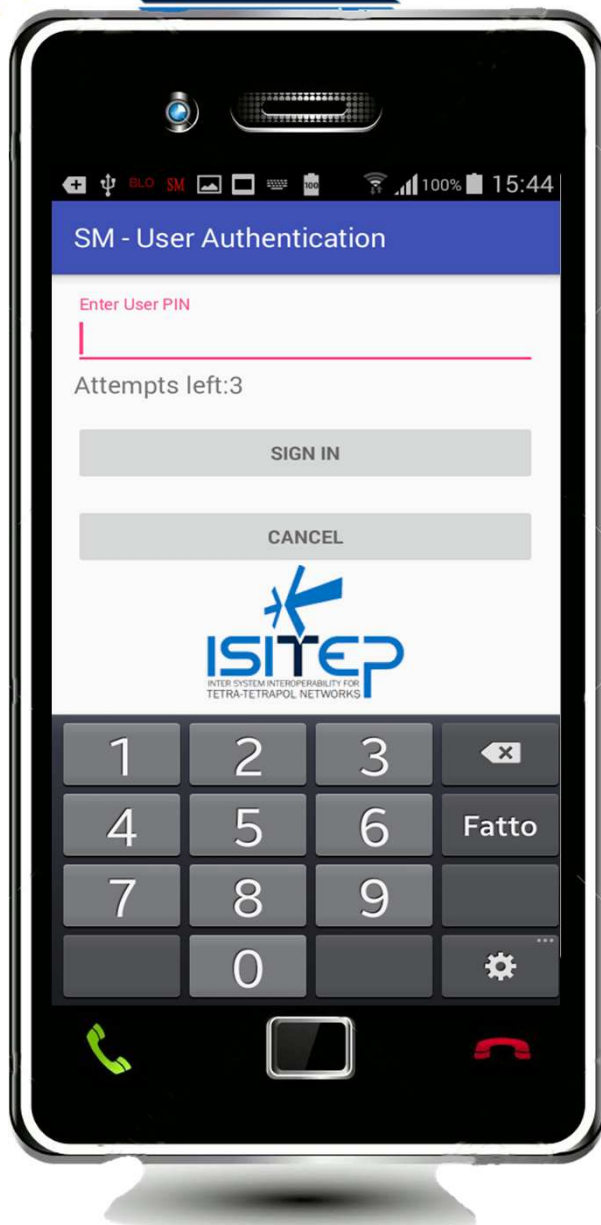 BLO SM 100 100% 15:44
SM - User Authentication
Enter User PIN
Attempts left:3
SIGN IN
CANCEL
ISITEP
INTER SYSTEM INTEROPERABILITY FOR
TETRA-TETRAPOL NETWORKS
1 2 3
4 5 6 Fatto
7 8 9
0